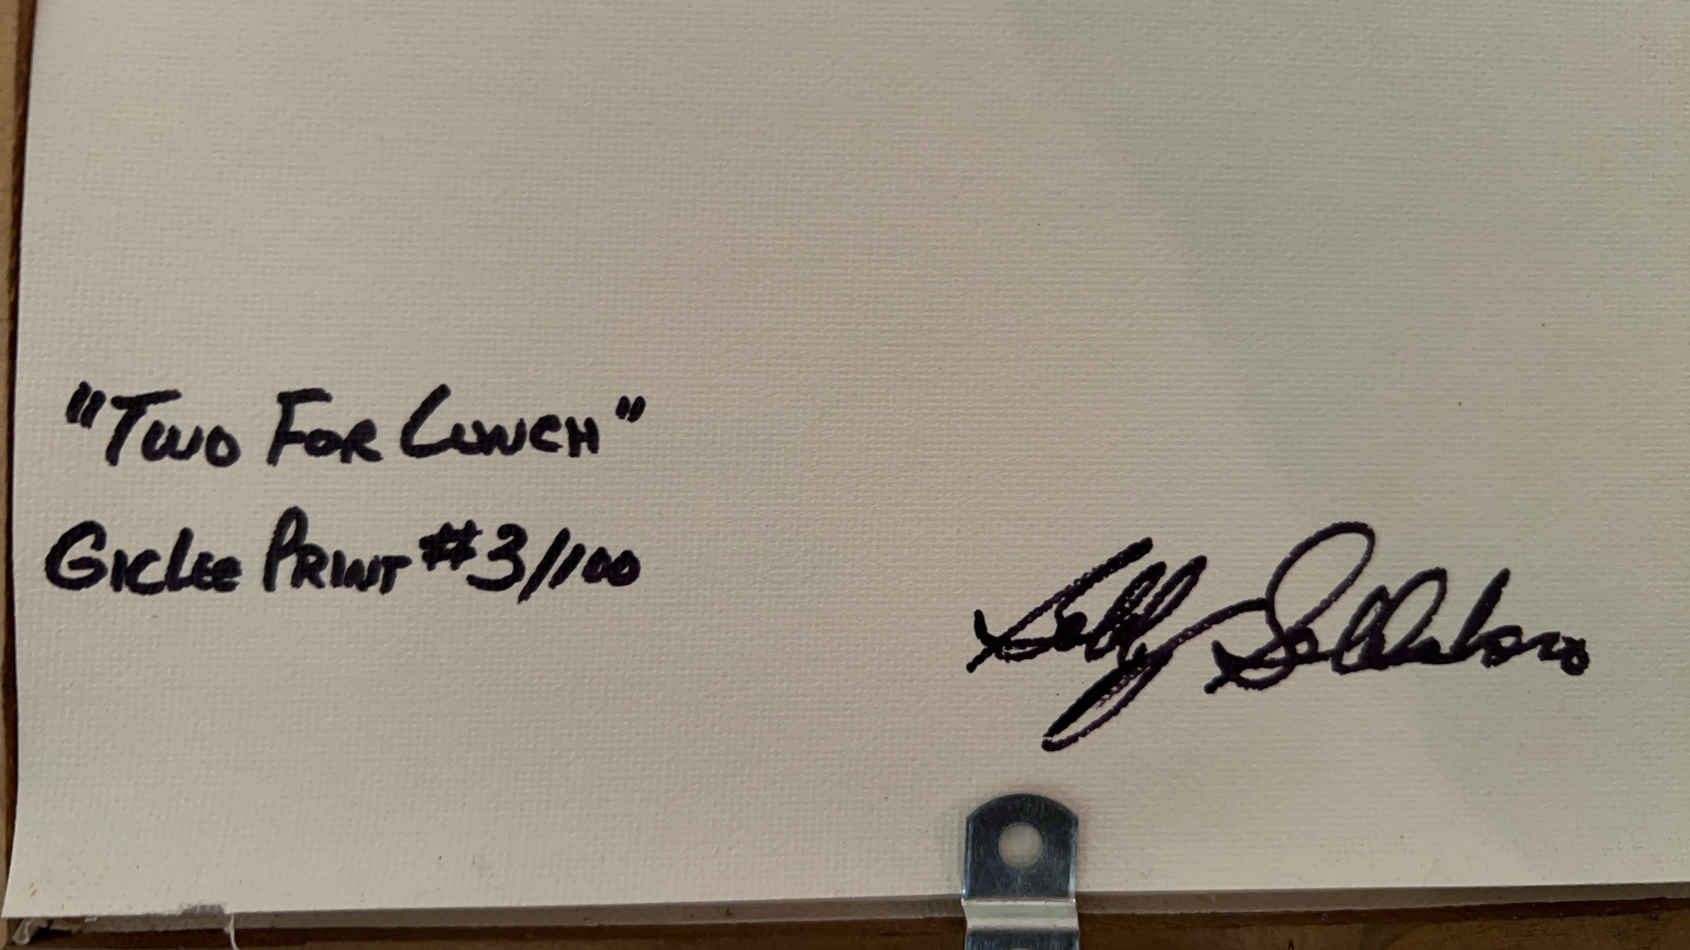 "Two For Lunch"
Giclee Print #3/100